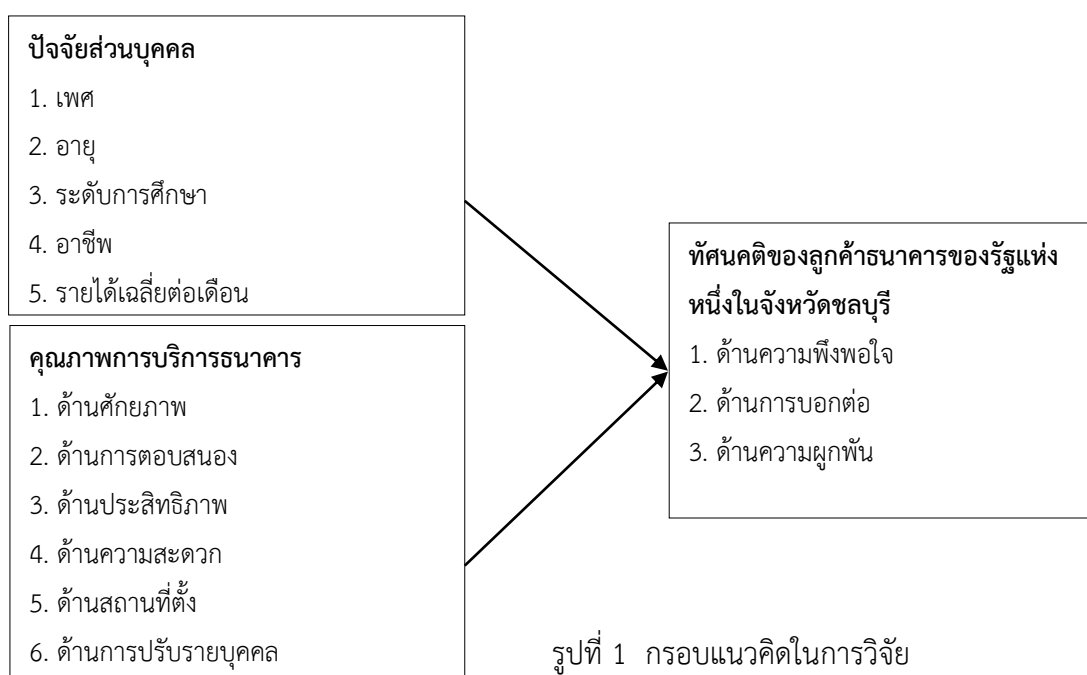 ปัจจัยส่วนบุคคล
1. เพศ
2. อายุ
3. ระดับการศึกษา
4. อาชีพ
5. รายได้เฉลี่ยต่อเดือน
คุณภาพการบริการธนาคาร
1. ด้านศักยภาพ
2. ด้านการตอบสนอง
3. ด้านประสิทธิภาพ
4. ด้านความสะดวก
5. ด้านสถานที่ตั้ง
6. ด้านการปรับรายบุคคล
ทัศนคติของลูกค้าธนาคารของรัฐแห่ง
หนึ่งในจังหวัดชลบุรี
1. ด้านความพึงพอใจ
2. ด้านการบอกต่อ
3. ด้านความผูกพัน
รูปที่ 1 กรอบแนวคิดในการวิจัย